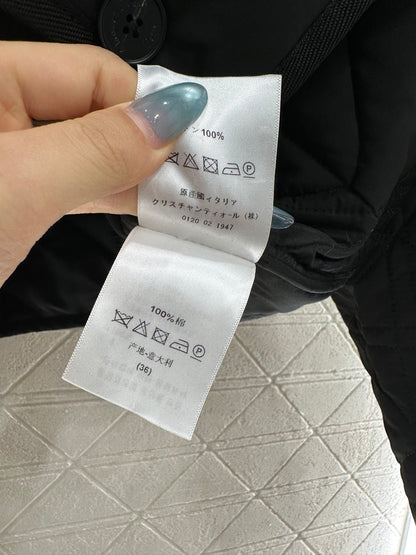 ン 100%
原産國イタリア
クリスチャンディオール (株)
0120 02 1947
100%棉
产地-意大利
(36)